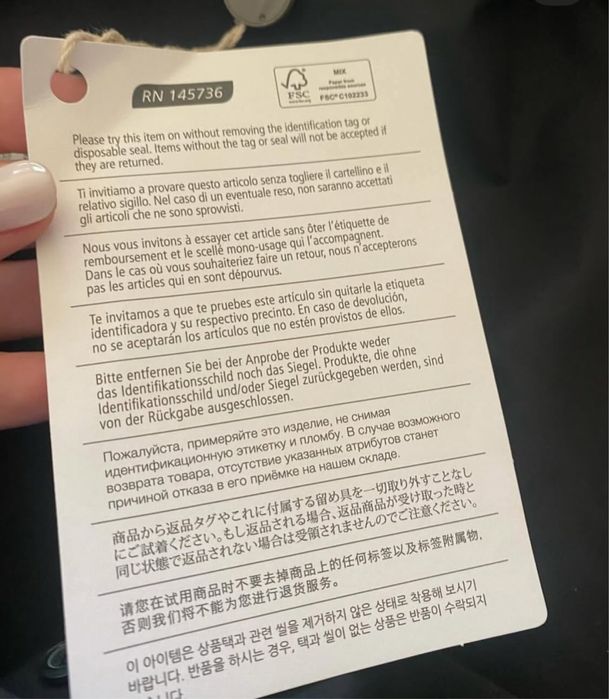 RN 145736
FSC
MIX
Paper from
responsible sources
FSC® C102233
Please try this item on without removing the identification tag or
disposable seal. Items without the tag or seal will not be accepted if
they are returned.
Ti invitiamo a provare questo articolo senza togliere il cartellino e il
relativo sigillo. Nel caso di un eventuale reso, non saranno accettati
gli articoli che ne sono sprovvisti.
Nous vous invitons à essayer cet article sans ôter l'étiquette de
remboursement et le scellé mono-usage qui l'accompagnent.
Dans le cas où vous souhaiteriez faire un retour, nous n'accepterons
pas les articles qui en sont dépourvus.
Te invitamos a que te pruebes este artículo sin quitarle la etiqueta
identificadora y su respectivo precinto. En caso de devolución,
no se aceptarán los artículos que no estén provistos de ellos.
Bitte entfernen Sie bei der Anprobe der Produkte weder
das Identifikationsschild noch das Siegel. Produkte, die ohne
Identifikationsschild und/oder Siegel zurückgegeben werden, sind
von der Rückgabe ausgeschlossen.
Пожалуйста, примеряйте это изделие, не снимая
идентификационную этикетку и пломбу. В случае возможного
возврата товара, отсутствие указанных атрибутов станет
причиной отказа в его приёмке на нашем складе.
商品から返品タグやこれに付属する留め具を一切取り外すことなし
にご試着ください。もし返品される場合、返品商品が受け取った時と
同じ状態で返品されない場合は受領されませんのでご注意ください。
请您在试用商品时不要去掉商品上的任何标签以及标签附属物,
否则我们将不能为您进行退货服务。
이 아이템은 상품택과 관련 씰을 제거하지 않은 상태로 착용해 보시기
바랍니다. 반품을 하시는 경우, 택과 씰이 없는 상품은 반품이 수락되지